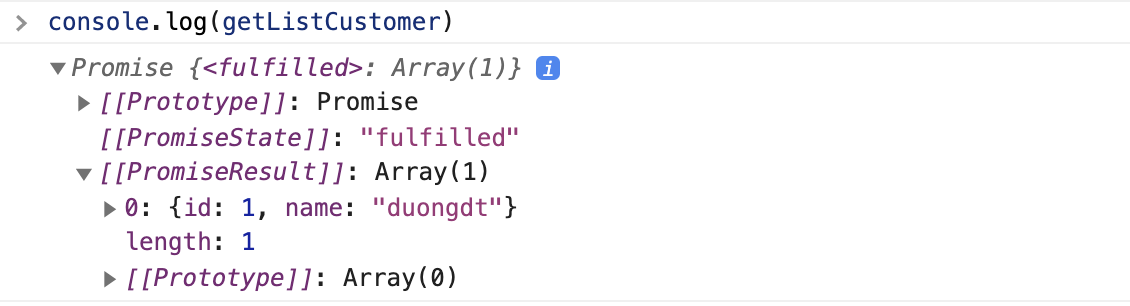 > console.log(getListCustomer)
▼Promise {<fulfilled>: Array(1)} i
▶[[Prototype]]: Promise
[[PromiseState]]: "fulfilled"
▼[[PromiseResult]]: Array(1)
▶0: {id: 1, name: "duongdt"}
length: 1
▶[[Prototype]]: Array(0)